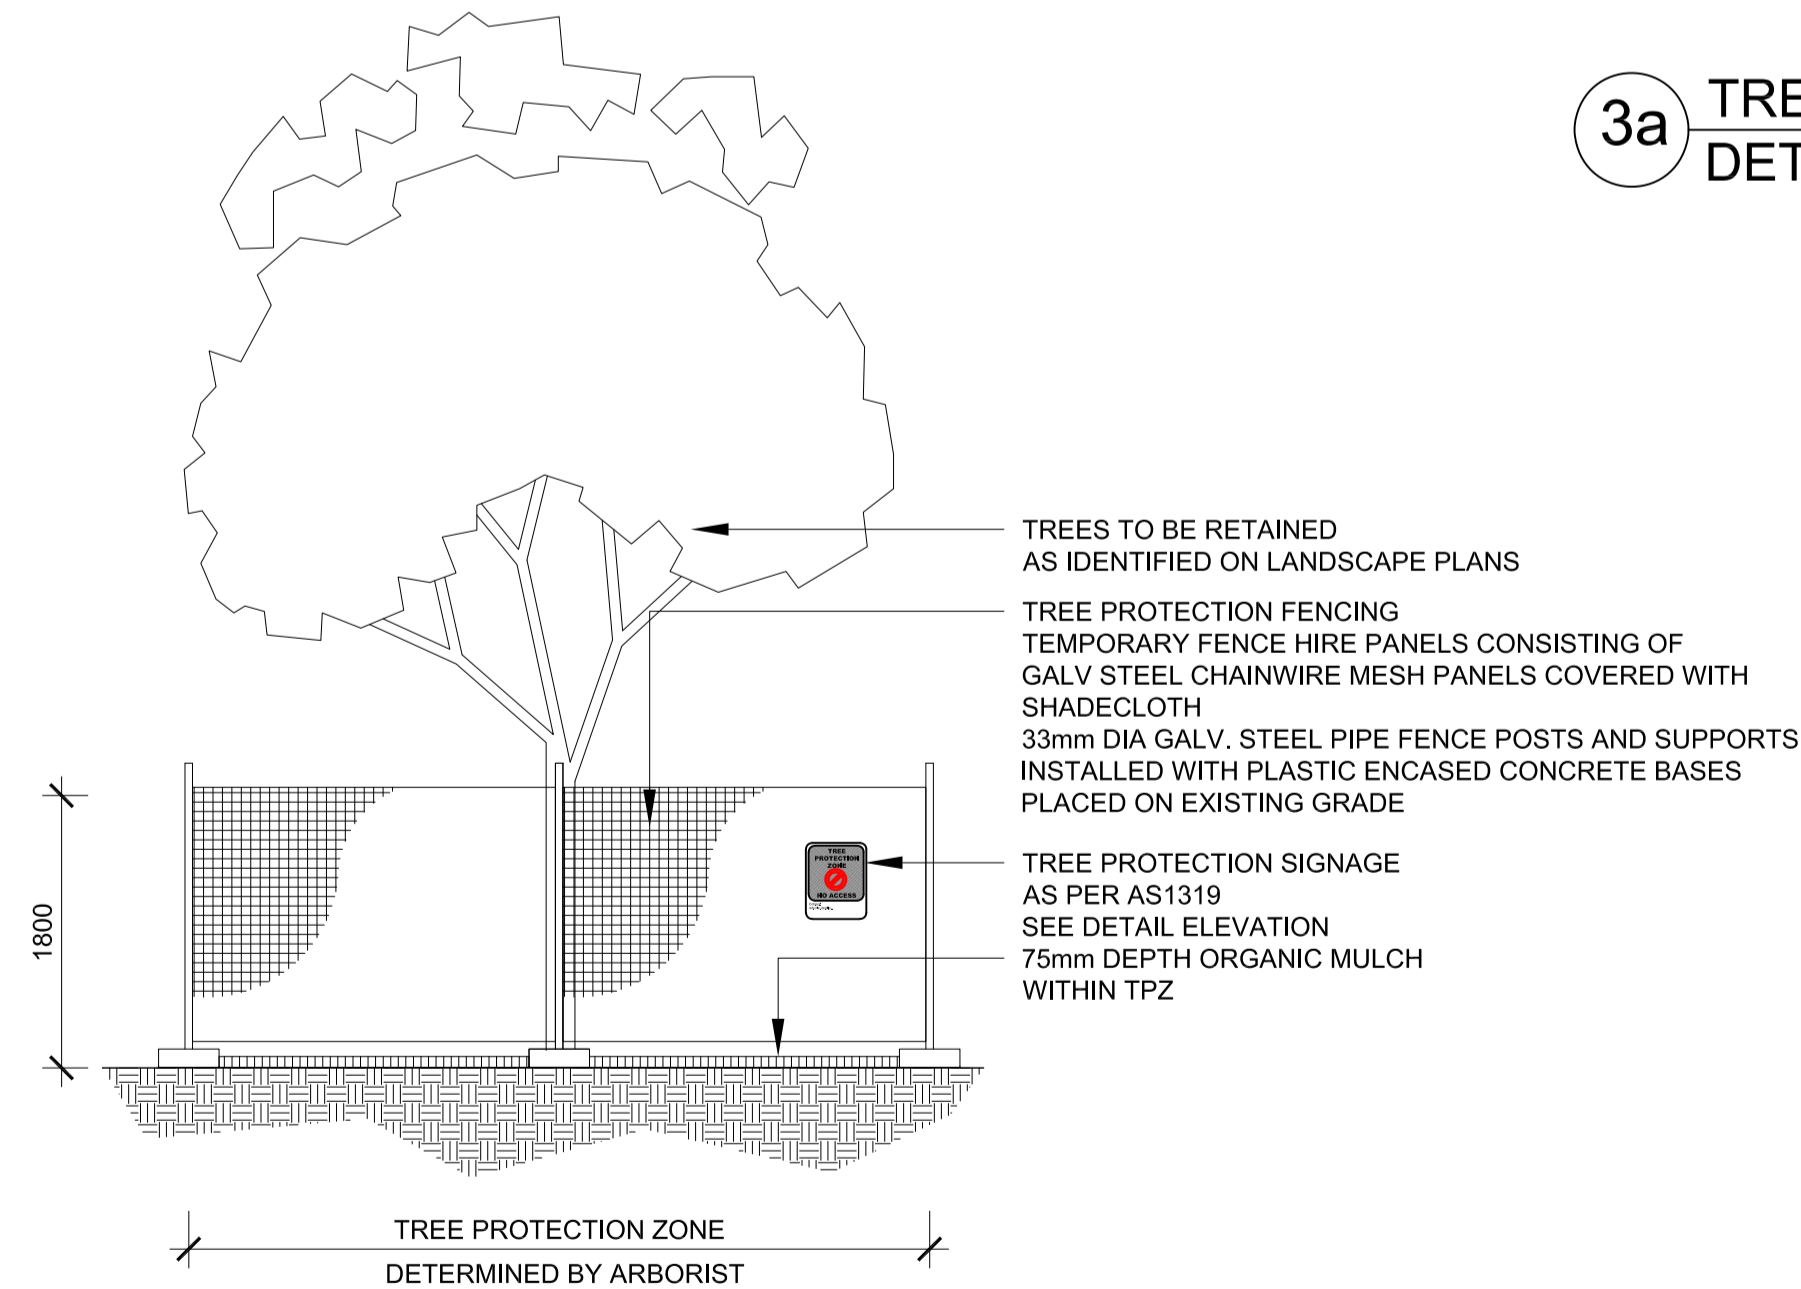 3a
TRE
DET
TREES TO BE RETAINED
AS IDENTIFIED ON LANDSCAPE PLANS
TREE PROTECTION FENCING
TEMPORARY FENCE HIRE PANELS CONSISTING OF
GALV STEEL CHAINWIRE MESH PANELS COVERED WITH
SHADECLOTH
33mm DIA GALV. STEEL PIPE FENCE POSTS AND SUPPORTS
INSTALLED WITH PLASTIC ENCASED CONCRETE BASES
PLACED ON EXISTING GRADE
TREE
PROTECTION
ZONE
NO ACCESS
TREE PROTECTION SIGNAGE
AS PER AS1319
SEE DETAIL ELEVATION
75mm DEPTH ORGANIC MULCH
WITHIN TPZ
1800
TREE PROTECTION ZONE
DETERMINED BY ARBORIST